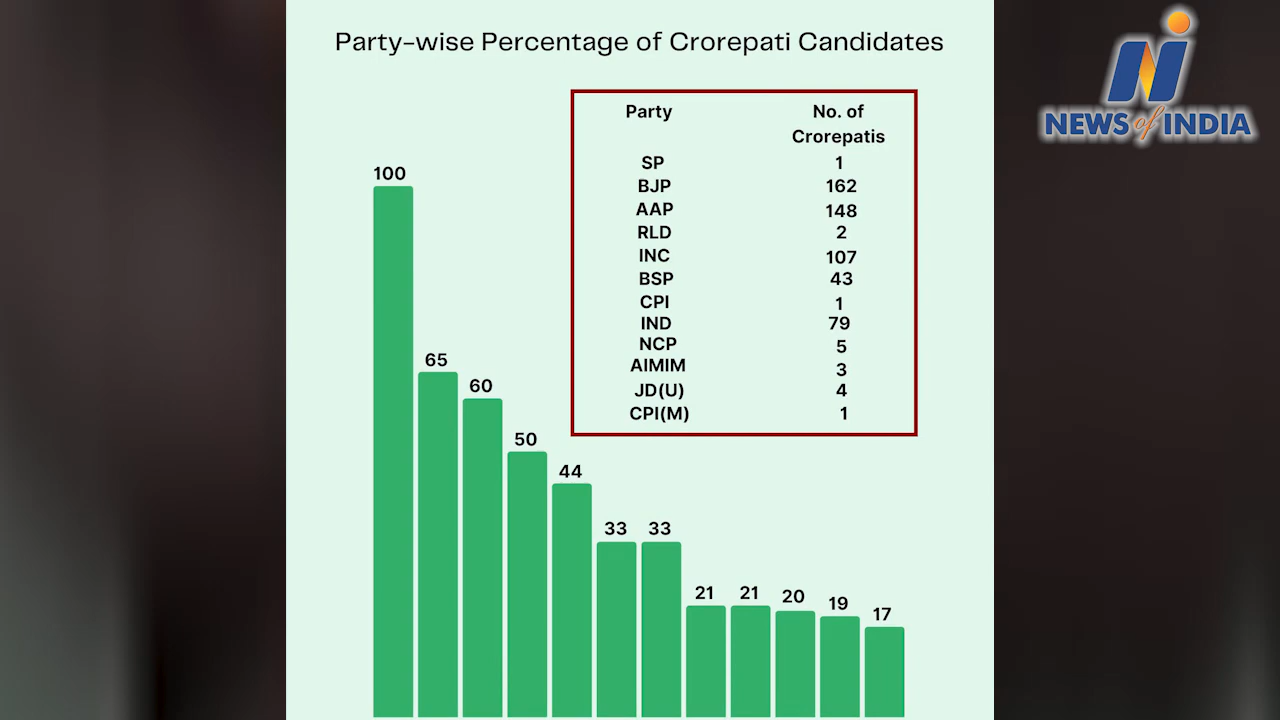 Party-wise Percentage of Crorepati Candidates
NEWS of INDIA
Party No. of
Crorepatis
SP 1
BJP 162
AAP 148
RLD 2
INC 107
BSP 43
CPI 1
IND 79
NCP 5
AIMIM 3
JD(U) 4
CPI(M) 1
100
65
60
50
44
33
33
21
21
20
19
17